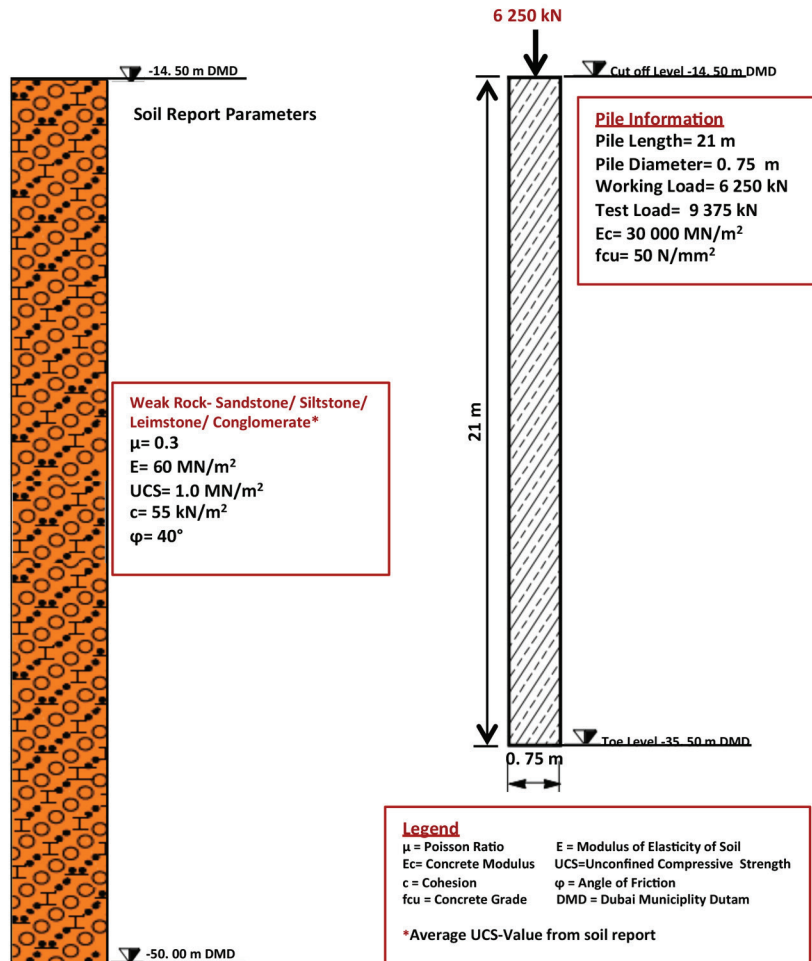 6 250 kN
-14. 50 m DMD
Cut off Level -14. 50 m DMD
Soil Report Parameters
Pile Information
Pile Length= 21 m
Pile Diameter= 0. 75 m
Working Load= 6 250 kN
Test Load= 9 375 kN
Ec= 30 000 MN/m²
fcu= 50 N/mm²
Weak Rock- Sandstone/ Siltstone/
Leimstone/ Conglomerate*
μ= 0.3
E= 60 MN/m²
UCS= 1.0 MN/m²
c= 55 kN/m²
φ= 40°
21 m
Toe Level -35. 50 m DMD
0. 75 m
Legend
μ = Poisson Ratio E = Modulus of Elasticity of Soil
Ec= Concrete Modulus UCS=Unconfined Compressive Strength
c = Cohesion φ = Angle of Friction
fcu = Concrete Grade DMD = Dubai Municiplity Dutam
*Average UCS-Value from soil report
-50. 00 m DMD